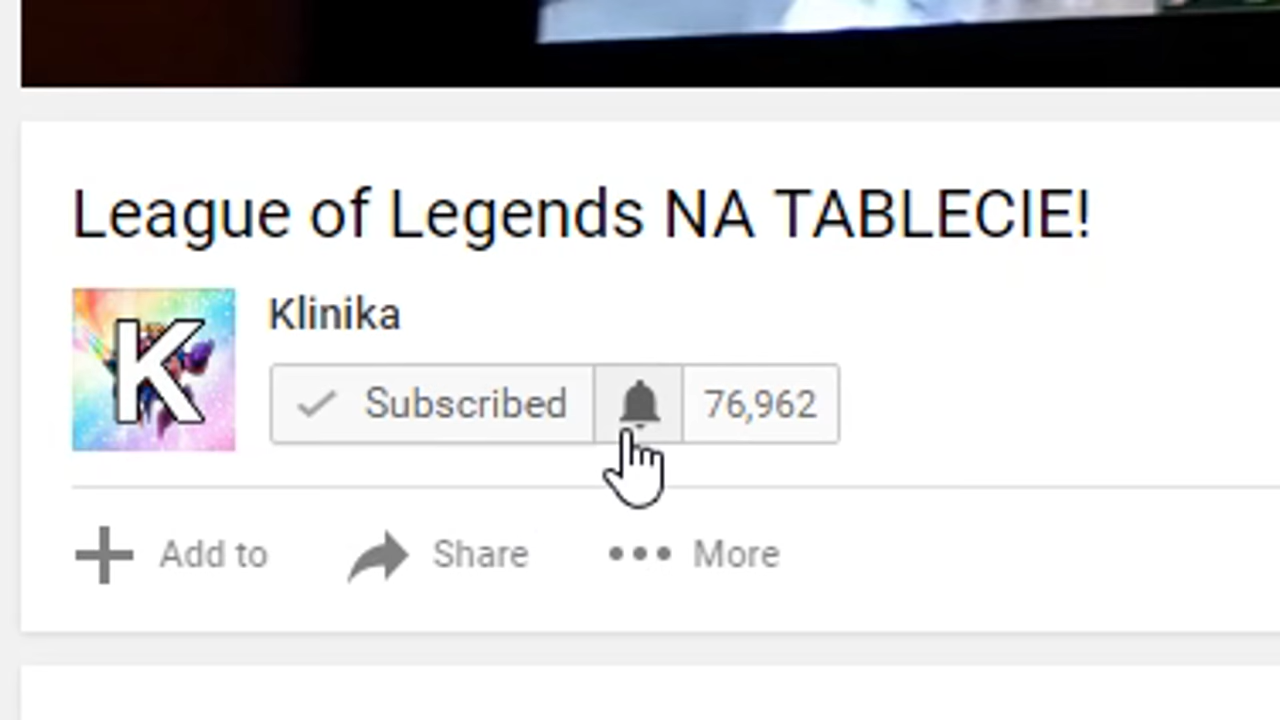 League of Legends NA TABLECIE!
K
Klinika
Subscribed 76,962
Add to Share More